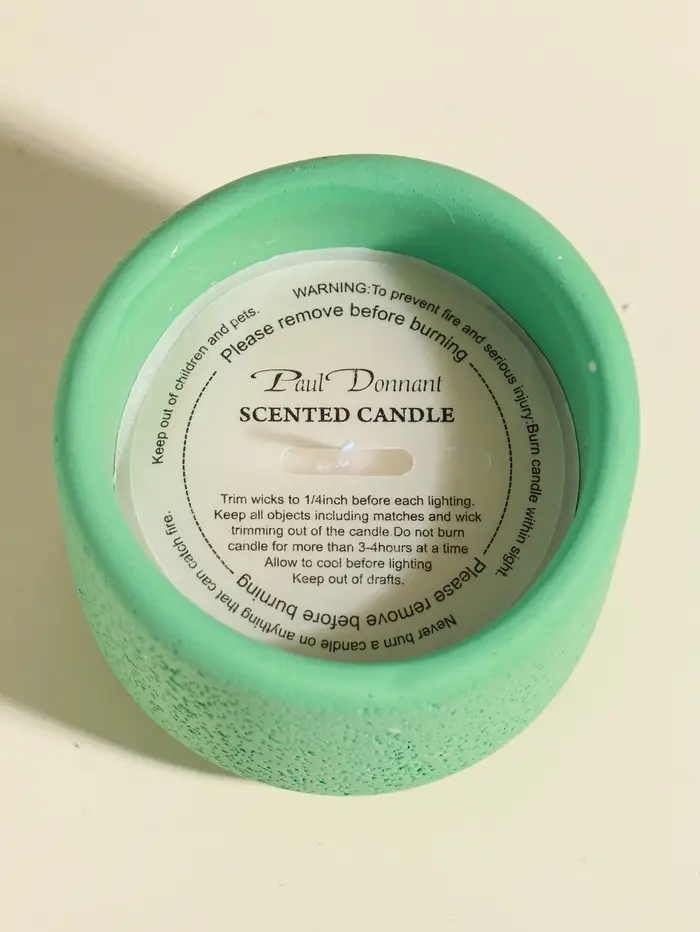 WARNING:To prevent fire and serious injury:Burn candle within sight.
Never burn a candle on anything that can catch fire.
Keep out of children and pets.
Please remove before burning
Paul Donnant
SCENTED CANDLE
Trim wicks to 1/4inch before each lighting.
Keep all objects including matches and wick
trimming out of the candle.Do not burn
candle for more than 3-4hours at a time
Allow to cool before lighting
Keep out of drafts.
Please remove before burning